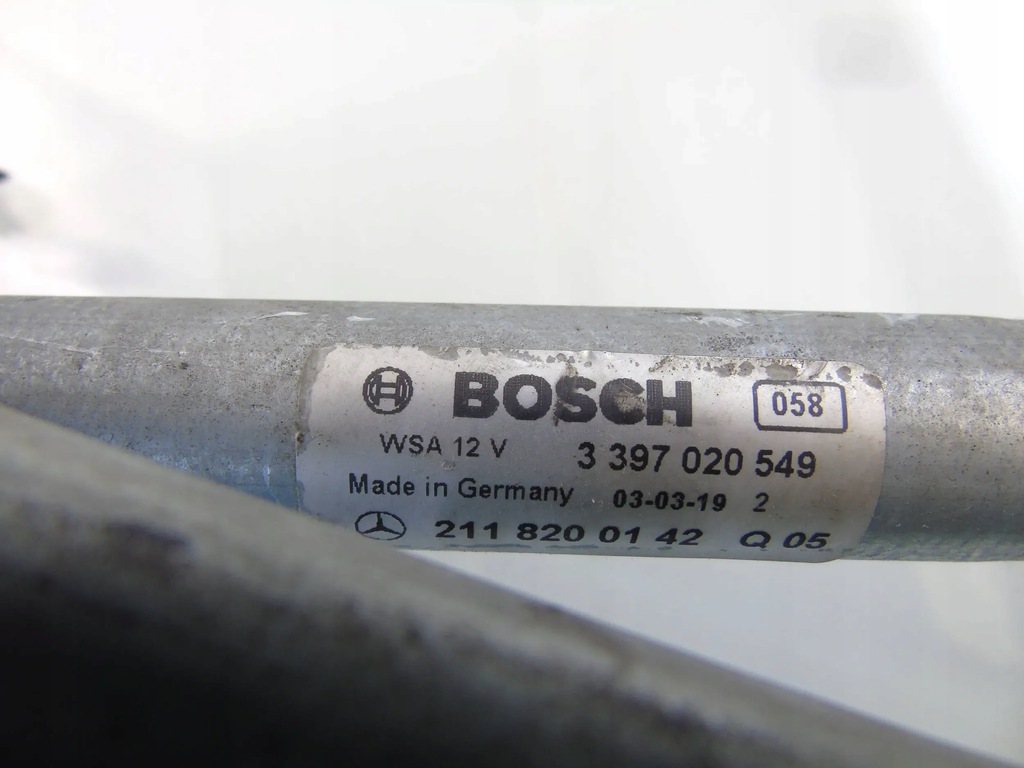 BOSCH 058
WSA 12 V 3 397 020 549
Made in Germany 03-03-19 2
211 820 01 42 Q 05